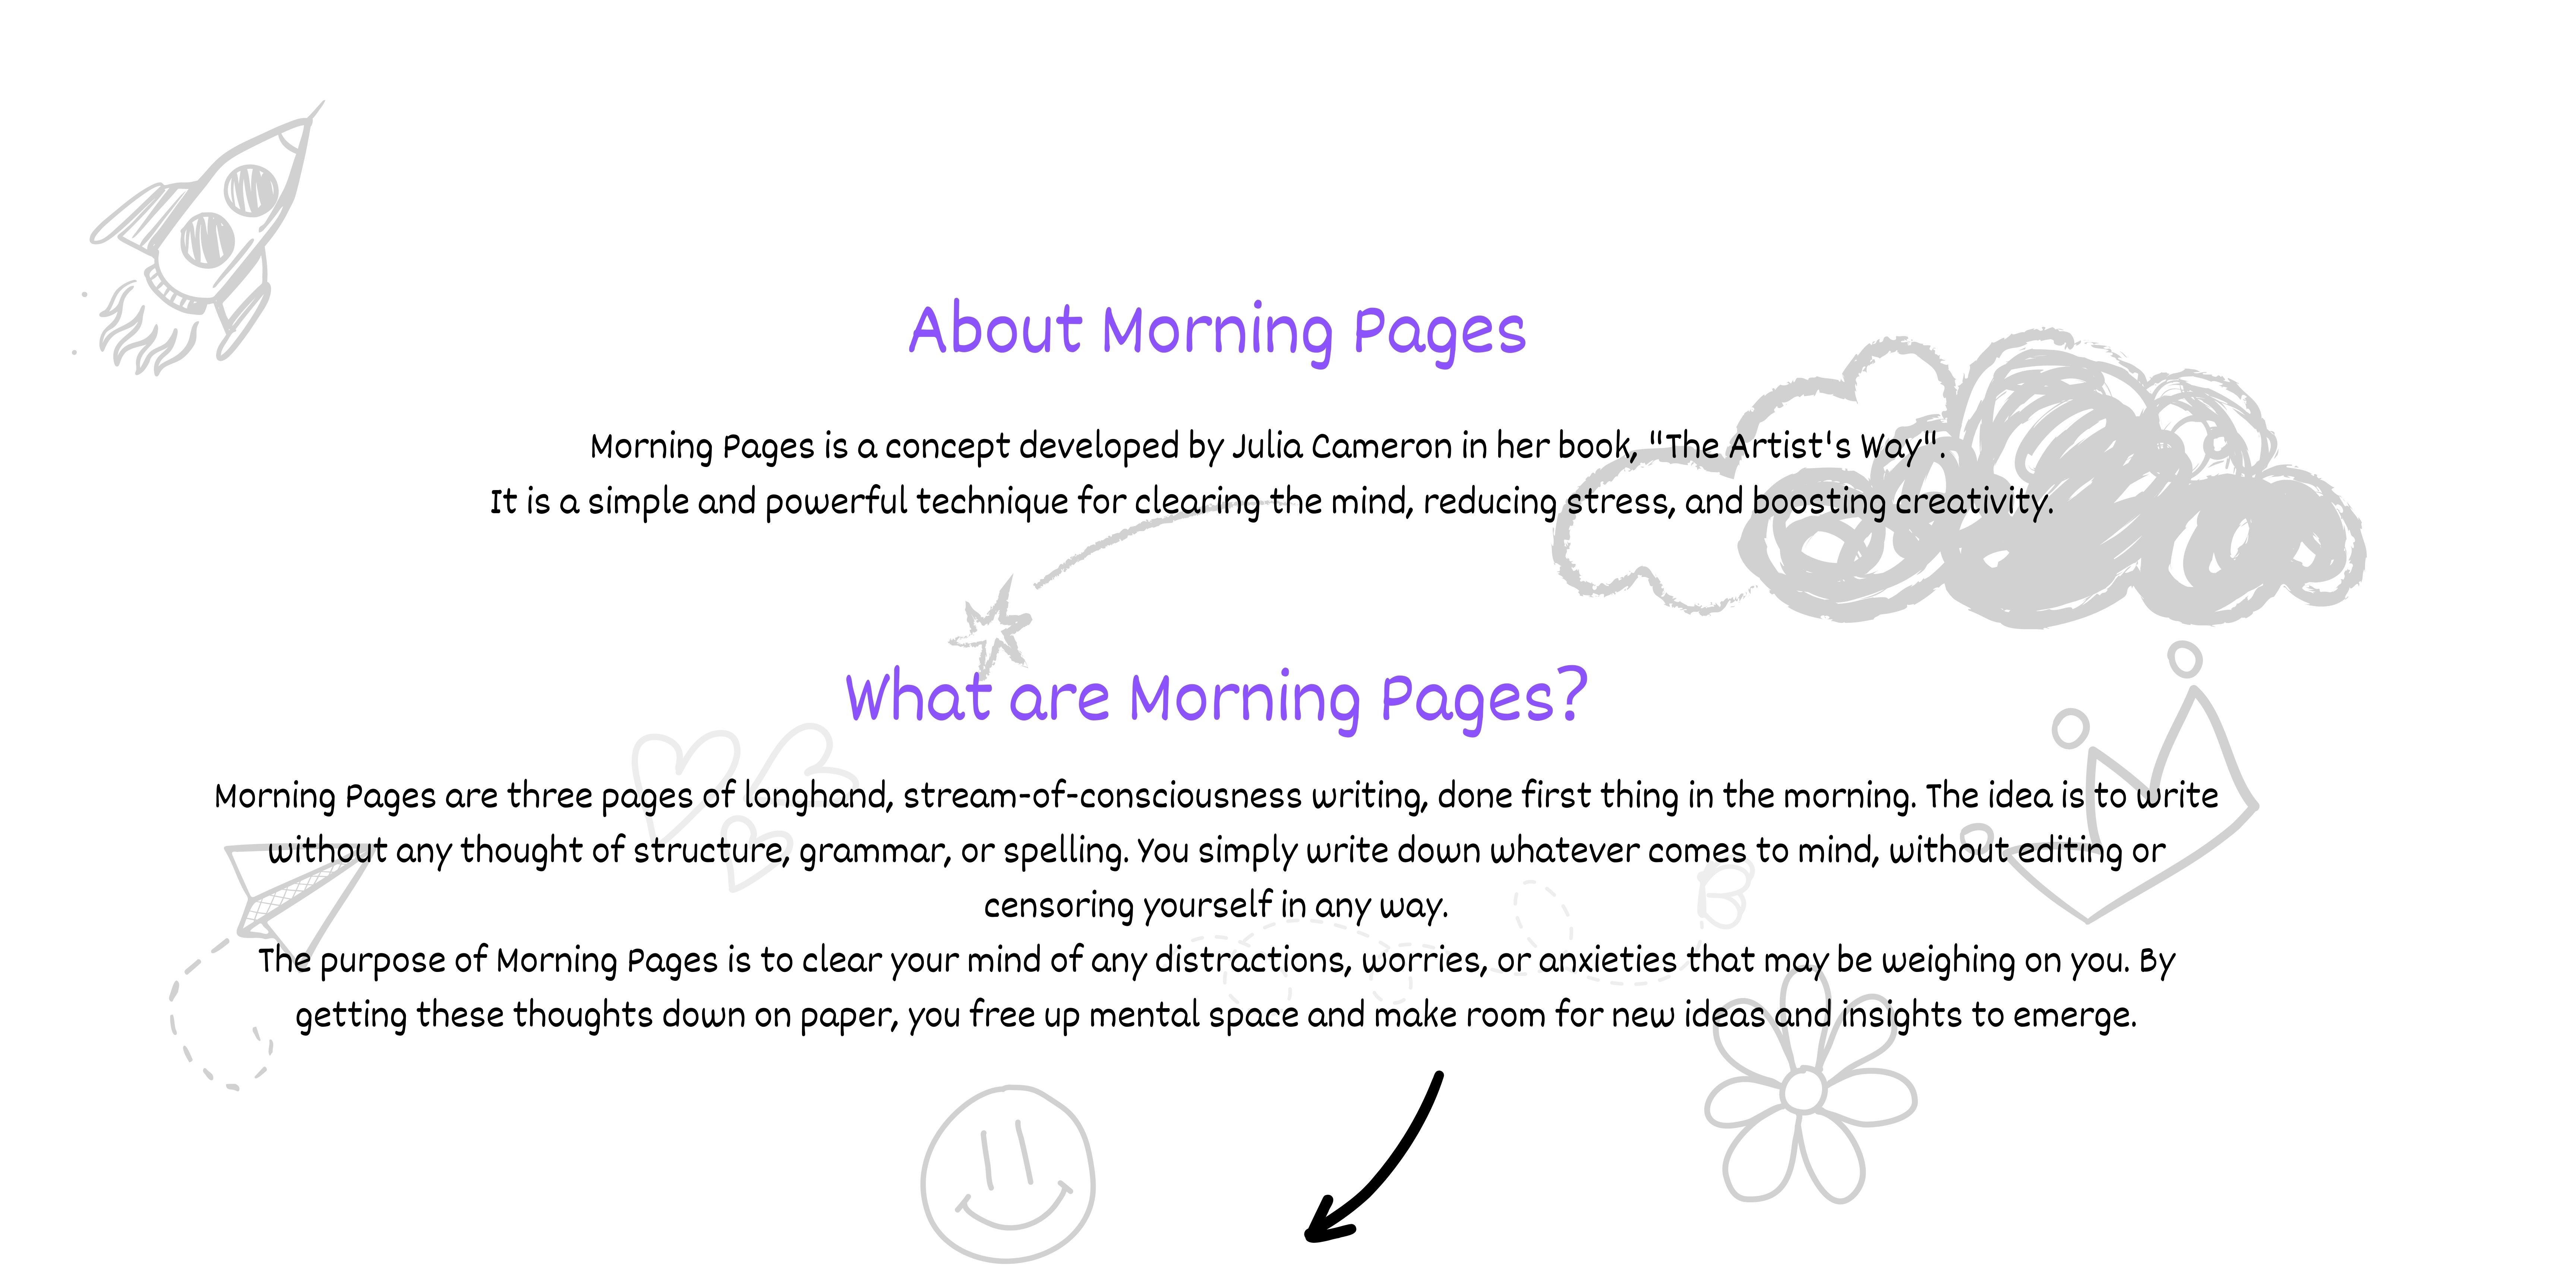 About Morning Pages
Morning Pages is a concept developed by Julia Cameron in her book, "The Artist's Way".
It is a simple and powerful technique for clearing the mind, reducing stress, and boosting creativity.
What are Morning Pages?
Morning Pages are three pages of longhand, stream-of-consciousness writing, done first thing in the morning. The idea is to write
without any thought of structure, grammar, or spelling. You simply write down whatever comes to mind, without editing or
censoring yourself in any way.
The purpose of Morning Pages is to clear your mind of any distractions, worries, or anxieties that may be weighing on you. By
getting these thoughts down on paper, you free up mental space and make room for new ideas and insights to emerge.